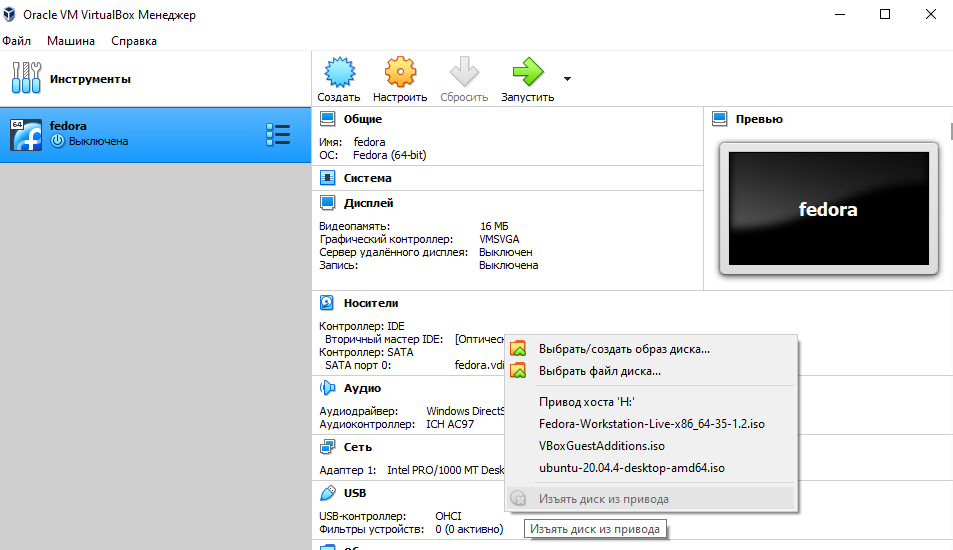 Oracle VM VirtualBox Менеджер
Файл Машина Справка
Инструменты
Создать Настроить Сбросить Запустить
64
fedora
Выключена
Общие
Имя: fedora
ОС: Fedora (64-bit)
Система
Дисплей
Видеопамять: 16 МБ
Графический контроллер: VMSVGA
Сервер удалённого дисплея: Выключен
Запись: Выключена
Превью
fedora
Носители
Контроллер: IDE
Вторичный мастер IDE:
Контроллер: SATA
SATA порт 0: fedora.vdi
Аудио
Аудиодрайвер: Windows
Аудиоконтроллер: ICH AC97
Сеть
Адаптер 1: Intel PRO/1000 MT
USB
USB-контроллер: OHCI
Фильтры устройств: 0 (0 активно)
Выбрать/создать образ диска...
Выбрать файл диска...
Привод хоста 'H:'
Fedora-Workstation-Live-x86_64-35-1.2.iso
VBoxGuestAdditions.iso
ubuntu-20.04.4-desktop-amd64.iso
Изъять диск из привода
Изъять диск из привода